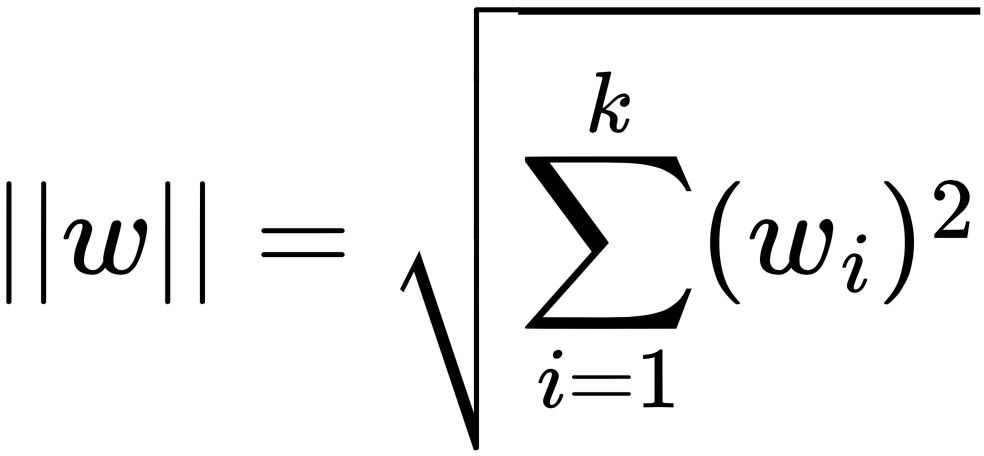 ||w|| = √∑_{i=1}^{k} (w_i)^2